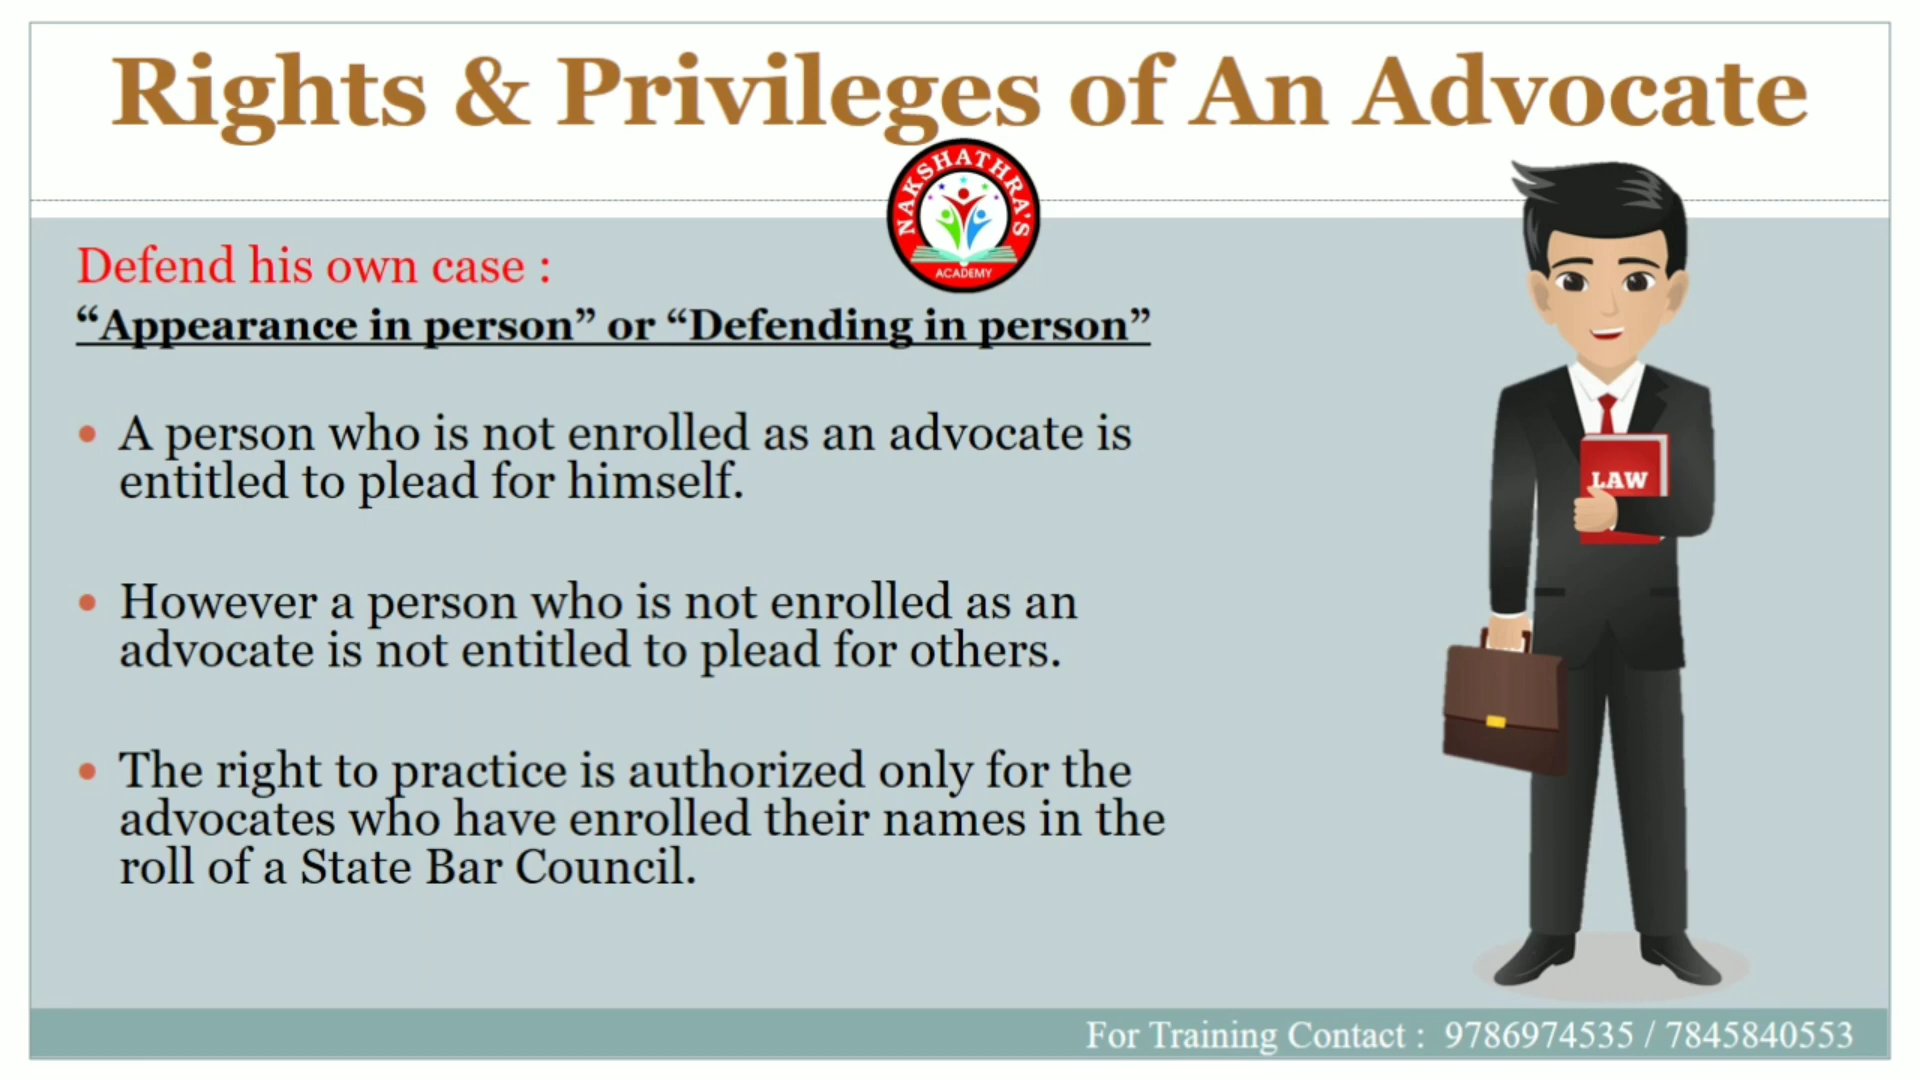 Rights & Privileges of An Advocate
NAKSHATHRA'S
ACADEMY
Defend his own case :
“Appearance in person” or “Defending in person”
• A person who is not enrolled as an advocate is
entitled to plead for himself.
• However a person who is not enrolled as an
advocate is not entitled to plead for others.
• The right to practice is authorized only for the
advocates who have enrolled their names in the
roll of a State Bar Council.
LAW
For Training Contact : 9786974535 / 7845840553